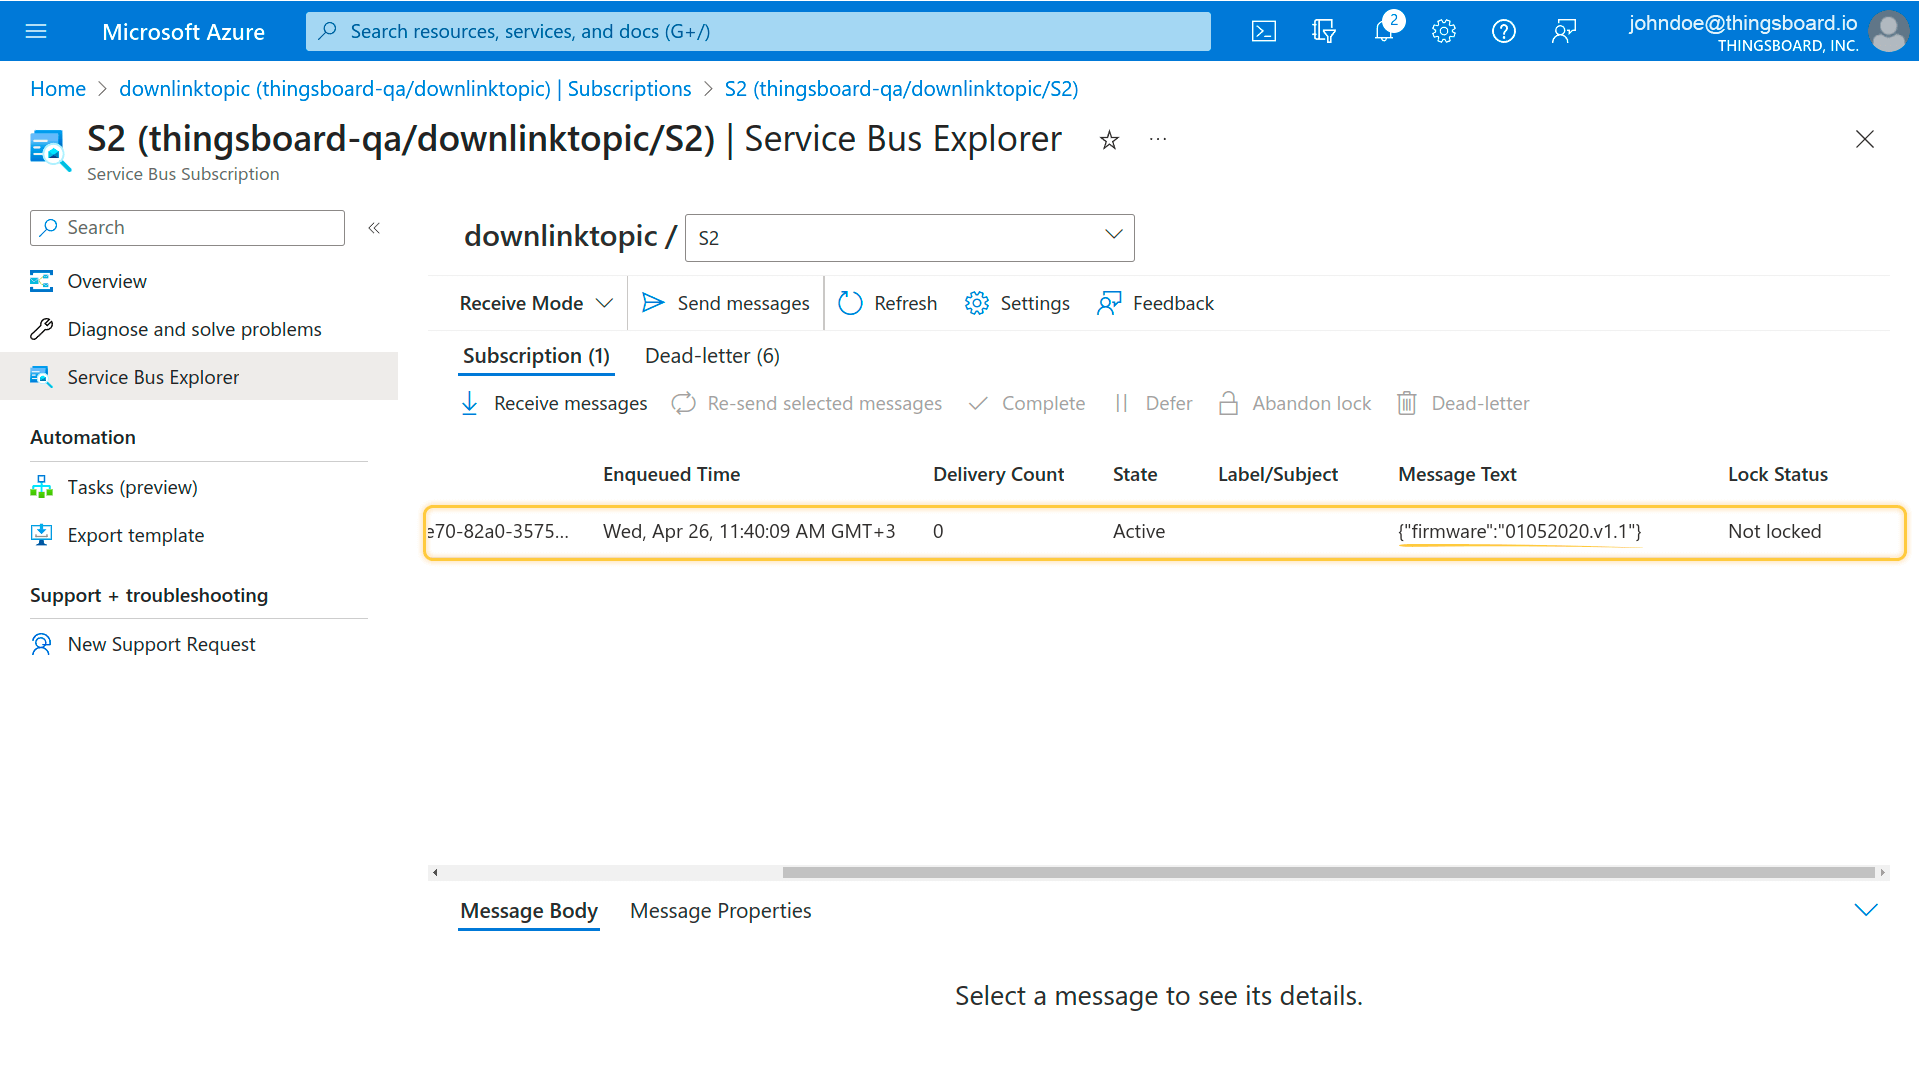 Microsoft Azure
Search resources, services, and docs (G+/)
2
johndoe@thingsboard.io
THINGSBOARD, INC.
Home > downlinktopic (thingsboard-qa/downlinktopic) | Subscriptions > S2 (thingsboard-qa/downlinktopic/S2)
S2 (thingsboard-qa/downlinktopic/S2) | Service Bus Explorer
Service Bus Subscription
Search
Overview
Diagnose and solve problems
Service Bus Explorer
Automation
Tasks (preview)
Export template
Support + troubleshooting
New Support Request
downlinktopic / S2
Receive Mode Send messages Refresh Settings Feedback
Subscription (1) Dead-letter (6)
Receive messages Re-send selected messages Complete Defer Abandon lock Dead-letter
Enqueued Time Delivery Count State Label/Subject Message Text Lock Status
e70-82a0-3575... Wed, Apr 26, 11:40:09 AM GMT+3 0 Active {"firmware":"01052020.v1.1"} Not locked
Message Body Message Properties
Select a message to see its details.